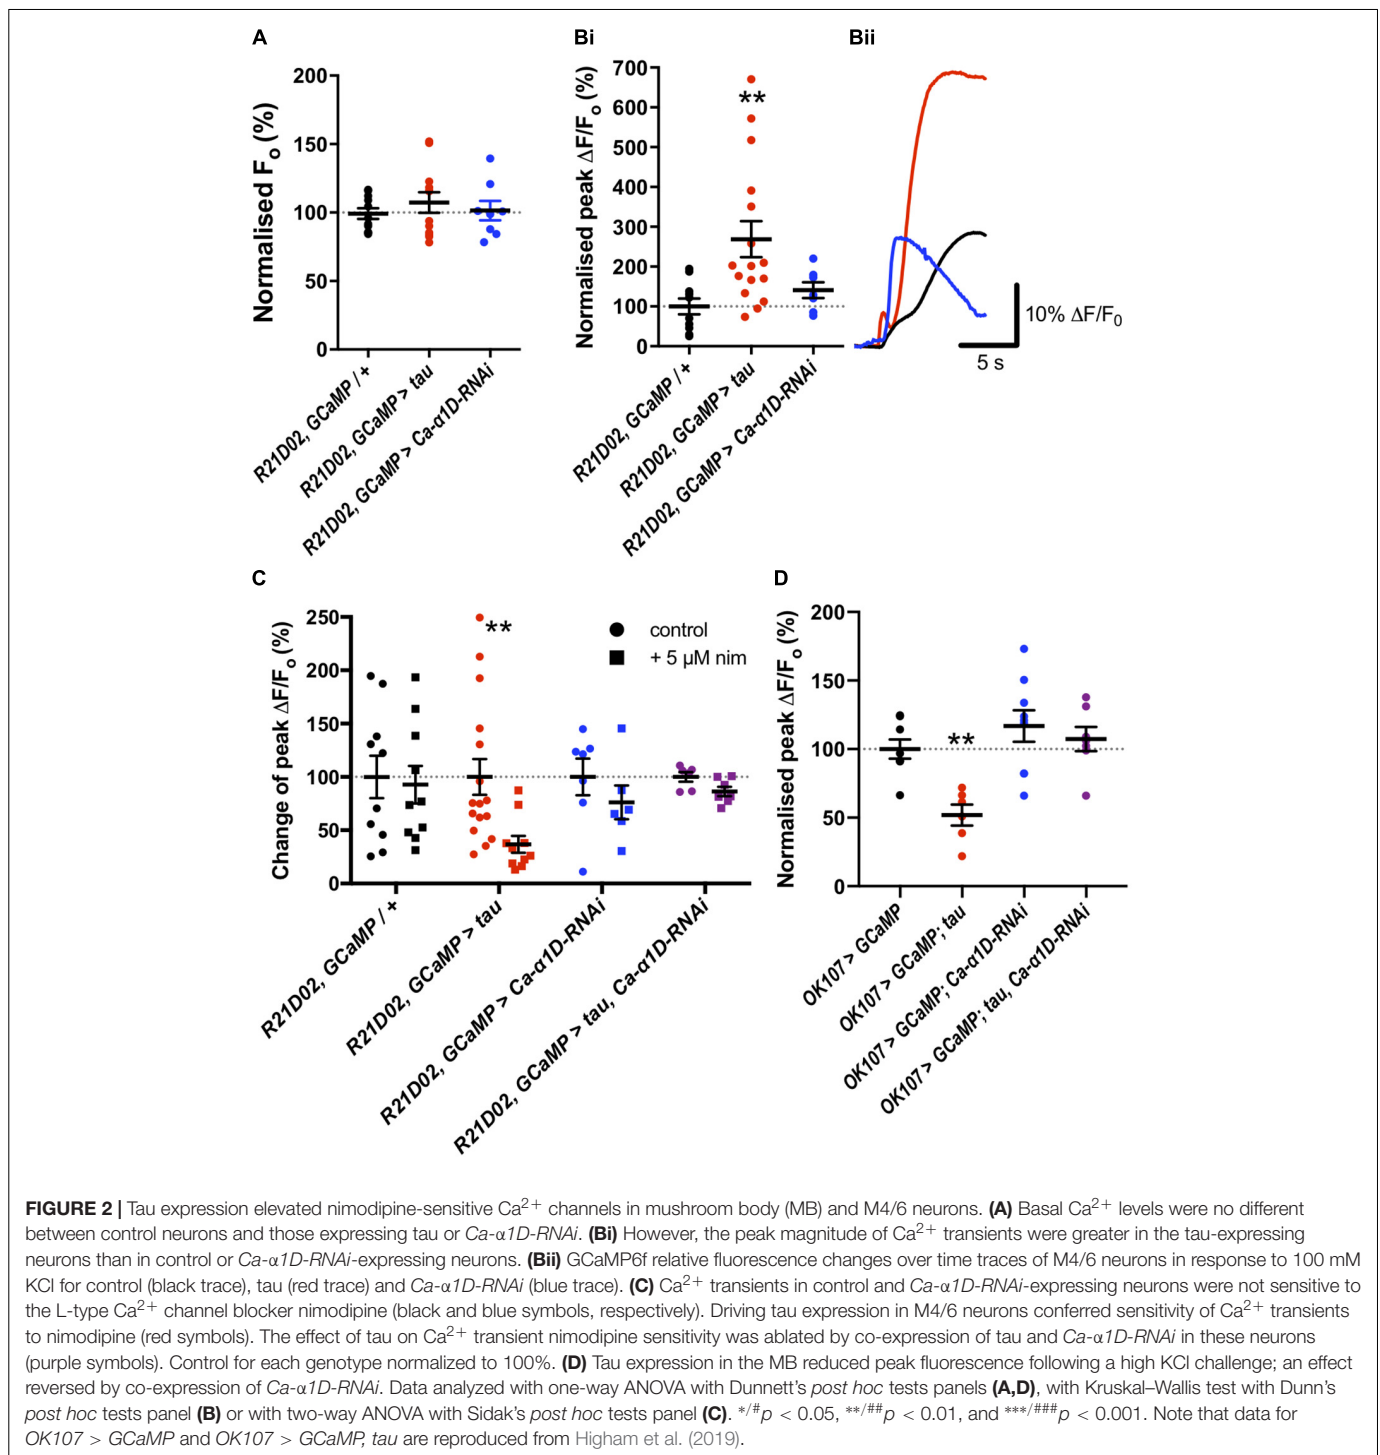 A
Normalised Fo (%)
200
150
100
50
0
R21D02, GCaMP / +
R21D02, GCaMP > tau
R21D02, GCaMP > Ca-α1D-RNAi
Bi
Normalised peak ΔF/Fo (%)
700
600
500
400
300
200
100
0
**
R21D02, GCaMP / +
R21D02, GCaMP > tau
R21D02, GCaMP > Ca-α1D-RNAi
Bii
10% ΔF/F0
5 s
C
Change of peak ΔF/Fo (%)
250
200
150
100
50
0
**
control
+ 5 µM nim
R21D02, GCaMP / +
R21D02, GCaMP > tau
R21D02, GCaMP > Ca-α1D-RNAi
R21D02, GCaMP > tau, Ca-α1D-RNAi
D
Normalised peak ΔF/Fo (%)
200
150
100
50
0
**
OK107 > GCaMP
OK107 > GCaMP; tau
OK107 > GCaMP; Ca-α1D-RNAi
OK107 > GCaMP; tau, Ca-α1D-RNAi
FIGURE 2 | Tau expression elevated nimodipine-sensitive Ca2+ channels in mushroom body (MB) and M4/6 neurons. (A) Basal Ca2+ levels were no different
between control neurons and those expressing tau or Ca-α1D-RNAi. (Bi) However, the peak magnitude of Ca2+ transients were greater in the tau-expressing
neurons than in control or Ca-α1D-RNAi-expressing neurons. (Bii) GCaMP6f relative fluorescence changes over time traces of M4/6 neurons in response to 100 mM
KCl for control (black trace), tau (red trace) and Ca-α1D-RNAi (blue trace). (C) Ca2+ transients in control and Ca-α1D-RNAi-expressing neurons were not sensitive to
the L-type Ca2+ channel blocker nimodipine (black and blue symbols, respectively). Driving tau expression in M4/6 neurons conferred sensitivity of Ca2+ transients
to nimodipine (red symbols). The effect of tau on Ca2+ transient nimodipine sensitivity was ablated by co-expression of tau and Ca-α1D-RNAi in these neurons
(purple symbols). Control for each genotype normalized to 100%. (D) Tau expression in the MB reduced peak fluorescence following a high KCl challenge; an effect
reversed by co-expression of Ca-α1D-RNAi. Data analyzed with one-way ANOVA with Dunnett's post hoc tests panels (A,D), with Kruskal–Wallis test with Dunn's
post hoc tests panel (B) or with two-way ANOVA with Sidak's post hoc tests panel (C). */#p < 0.05, **/##p < 0.01, and ***/###p < 0.001. Note that data for
OK107 > GCaMP and OK107 > GCaMP, tau are reproduced from Higham et al. (2019).